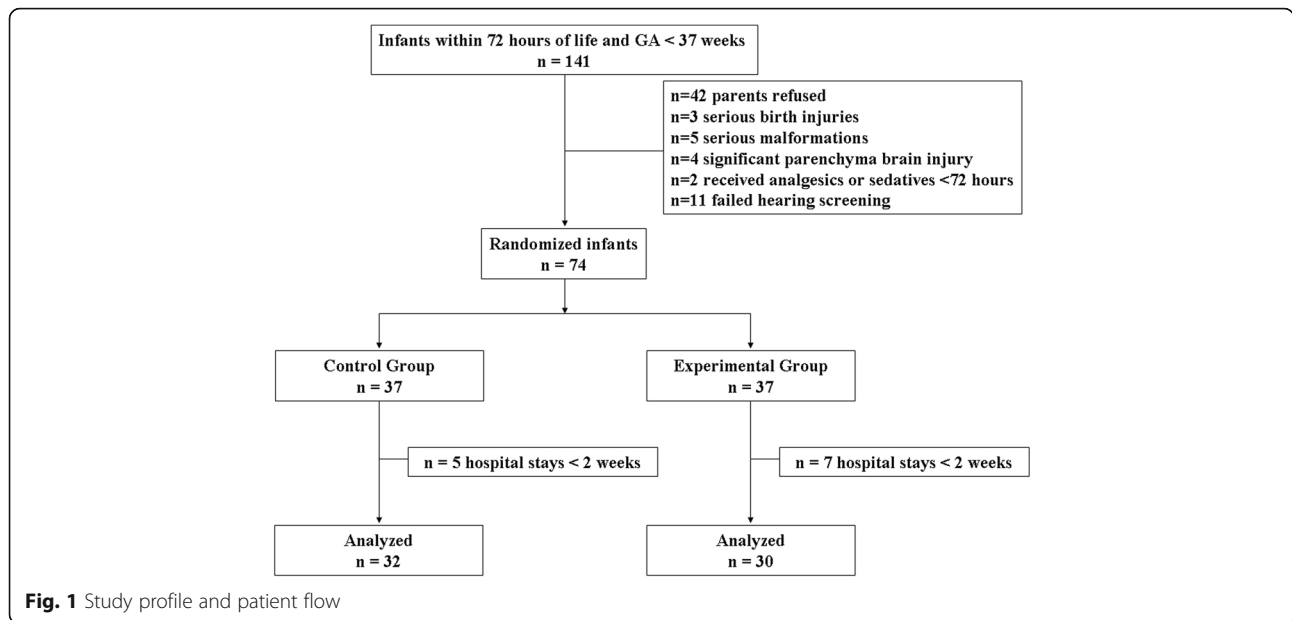 Infants within 72 hours of life and GA < 37 weeks
n = 141
n=42 parents refused
n=3 serious birth injuries
n=5 serious malformations
n=4 significant parenchyma brain injury
n=2 received analgesics or sedatives <72 hours
n=11 failed hearing screening
Randomized infants
n = 74
Control Group
n = 37
Experimental Group
n = 37
n = 5 hospital stays < 2 weeks
n = 7 hospital stays < 2 weeks
Analyzed
n = 32
Analyzed
n = 30
Fig. 1 Study profile and patient flow